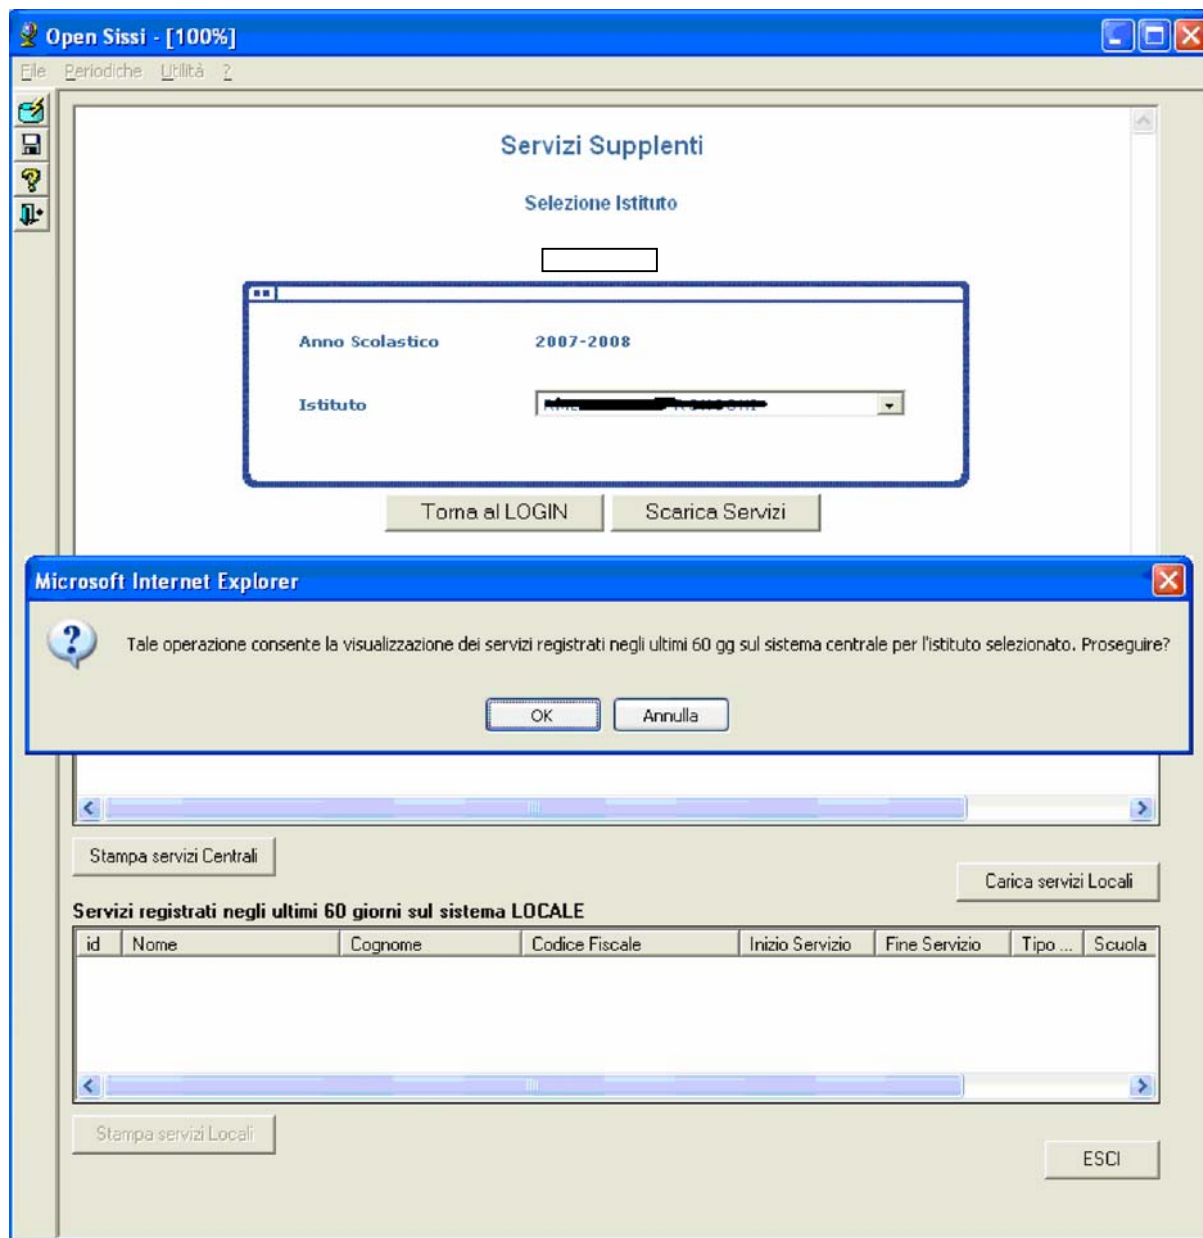 Open Sissi - [100%]
File Periodiche Utilità ?
Servizi Supplenti
Selezione Istituto
Anno Scolastico 2007-2008
Istituto
Torna al LOGIN Scarica Servizi
Microsoft Internet Explorer
Tale operazione consente la visualizzazione dei servizi registrati negli ultimi 60 gg sul sistema centrale per l'istituto selezionato. Proseguire?
OK Annulla
Stampa servizi Centrali
Carica servizi Locali
Servizi registrati negli ultimi 60 giorni sul sistema LOCALE
id Nome Cognome Codice Fiscale Inizio Servizio Fine Servizio Tipo ... Scuola
Stampa servizi Locali
ESCI